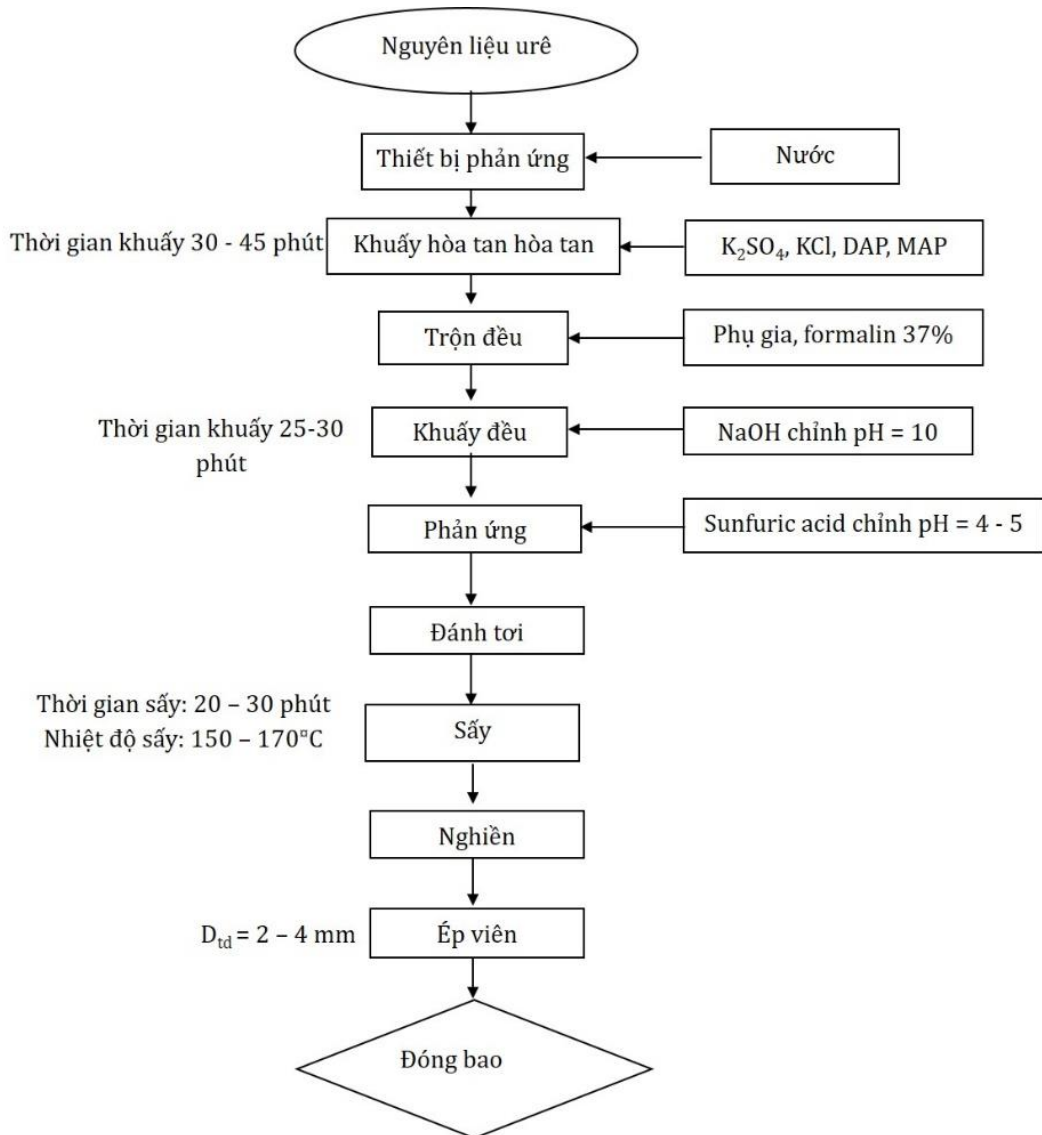 Nguyên liệu urê
Thiết bị phản ứng
Nước
Thời gian khuấy 30 - 45 phút
Khuấy hòa tan hòa tan
K₂SO₄, KCl, DAP, MAP
Trộn đều
Phụ gia, formalin 37%
Thời gian khuấy 25-30
phút
Khuấy đều
NaOH chỉnh pH = 10
Phản ứng
Sunfuric acid chỉnh pH = 4 - 5
Đánh tơi
Thời gian sấy: 20 – 30 phút
Nhiệt độ sấy: 150 – 170°C
Sấy
Nghiền
D_td = 2 – 4 mm
Ép viên
Đóng bao